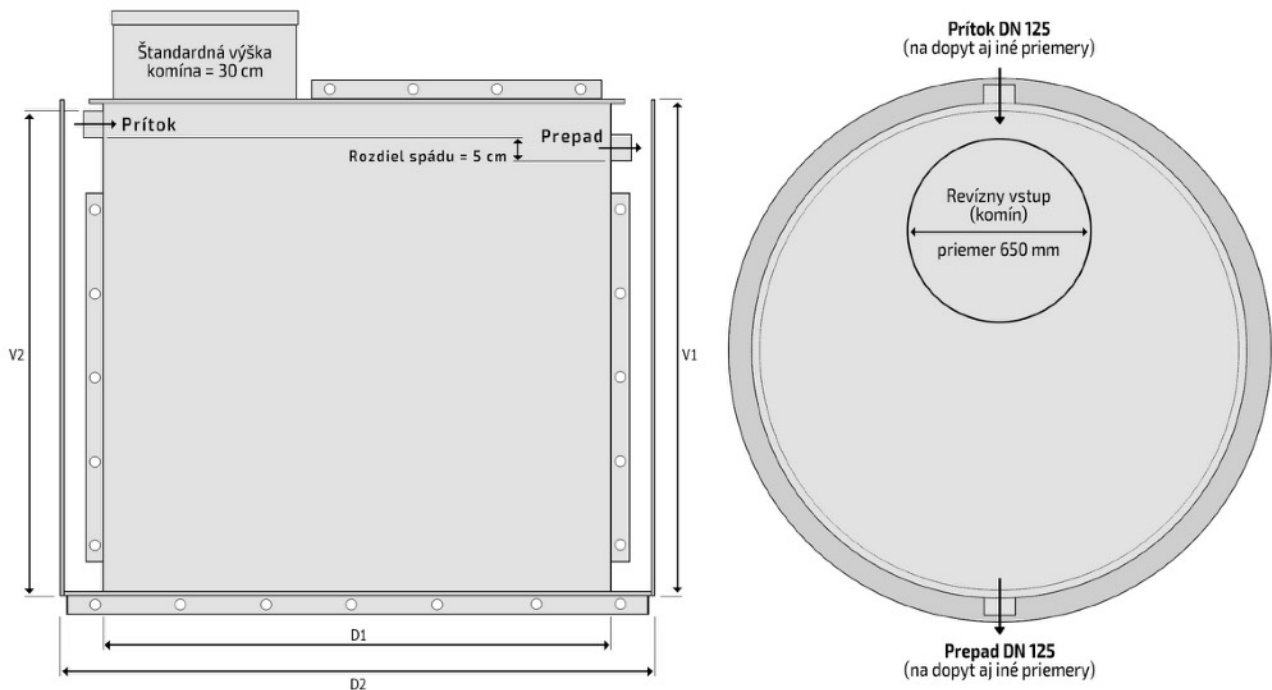 Štandardná výška
komína = 30 cm
Prítok
Prepad
Rozdiel spádu = 5 cm
V2
V1
D1
D2
Prítok DN 125
(na dopyt aj iné priemery)
Revízny vstup
(komín)
priemer 650 mm
Prepad DN 125
(na dopyt aj iné priemery)